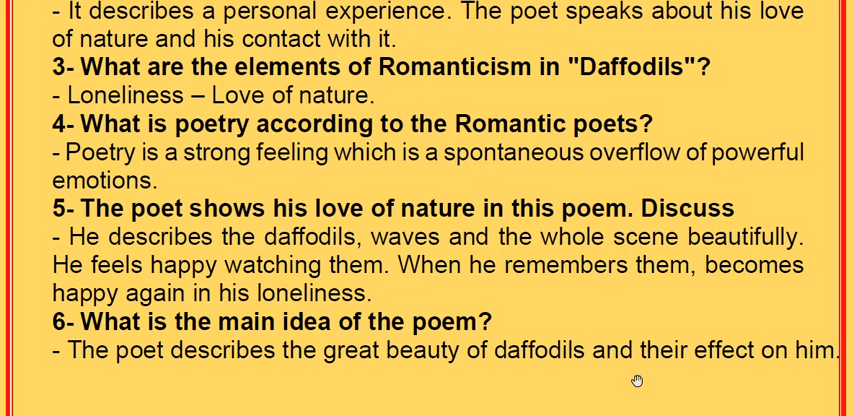 - It describes a personal experience. The poet speaks about his love
of nature and his contact with it.
3- What are the elements of Romanticism in "Daffodils"?
- Loneliness – Love of nature.
4- What is poetry according to the Romantic poets?
- Poetry is a strong feeling which is a spontaneous overflow of powerful
emotions.
5- The poet shows his love of nature in this poem. Discuss
- He describes the daffodils, waves and the whole scene beautifully.
He feels happy watching them. When he remembers them, becomes
happy again in his loneliness.
6- What is the main idea of the poem?
- The poet describes the great beauty of daffodils and their effect on him.